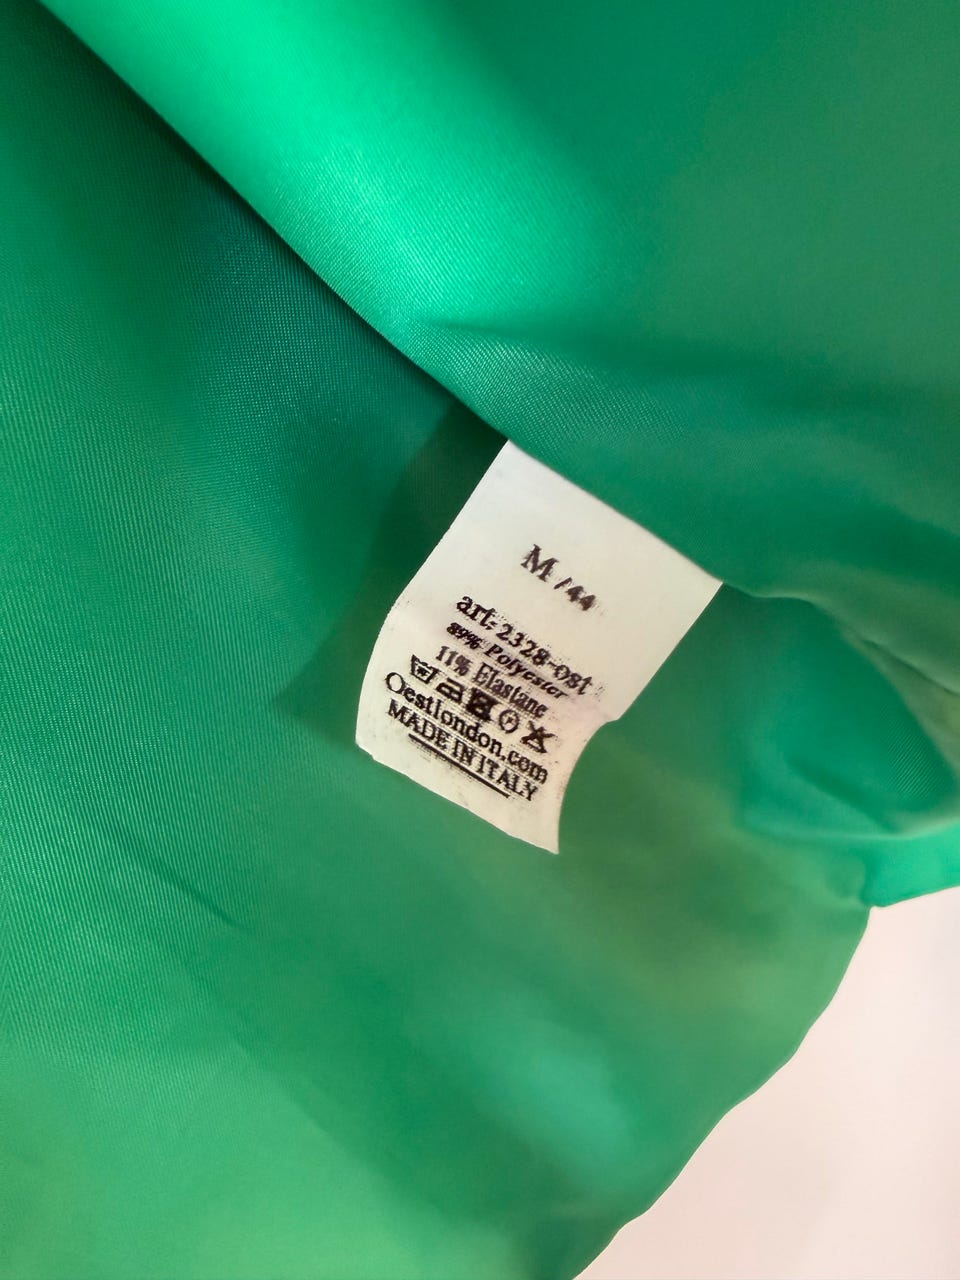 M /44
art: 2328-ost
89% Polyester
11% Elastane
Oestlondon.com
MADE IN ITALY